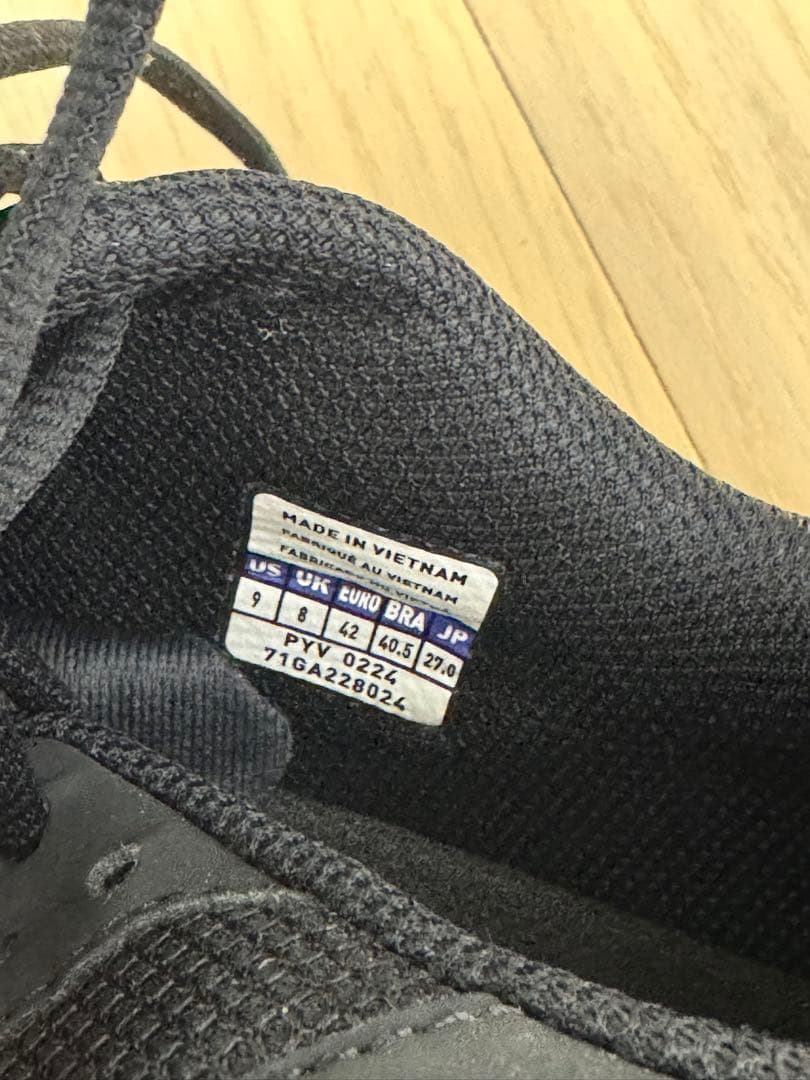 MADE IN VIETNAM
FABRIQUÉ AU VIETNAM
US UK EURO BRA JP
9 8 42 40.5 27.0
PYV 0224
71GA228024